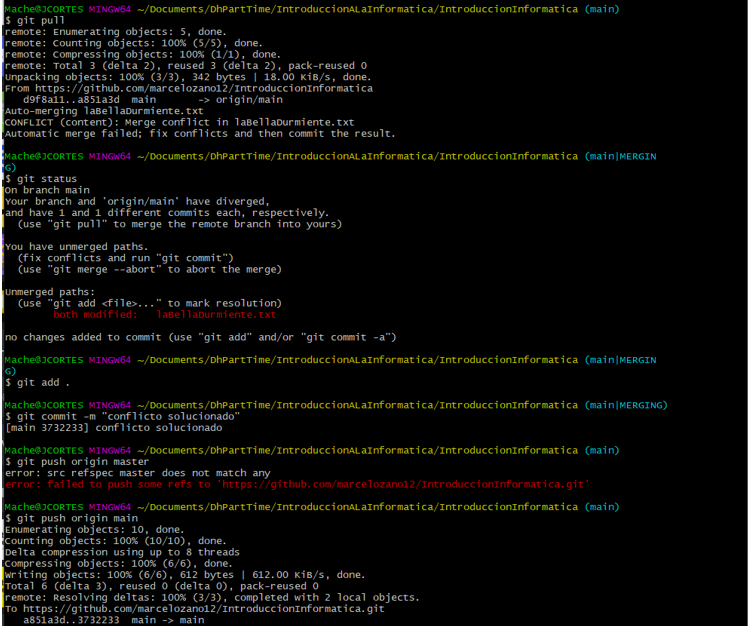 Mache@JCORTES MINGW64 ~/Documents/DhPartTime/IntroduccionALaInformatica/IntroduccionInformatica (main)
$ git pull
remote: Enumerating objects: 5, done.
remote: Counting objects: 100% (5/5), done.
remote: Compressing objects: 100% (1/1), done.
remote: Total 3 (delta 2), reused 3 (delta 2), pack-reused 0
Unpacking objects: 100% (3/3), 342 bytes | 18.00 KiB/s, done.
From https://github.com/marcelozano12/IntroduccionInformatica
   d9f8a11..a851a3d  main       -> origin/main
Auto-merging laBellaDurmiente.txt
CONFLICT (content): Merge conflict in laBellaDurmiente.txt
Automatic merge failed; fix conflicts and then commit the result.

Mache@JCORTES MINGW64 ~/Documents/DhPartTime/IntroduccionALaInformatica/IntroduccionInformatica (main|MERGIN
G)
$ git status
On branch main
Your branch and 'origin/main' have diverged,
and have 1 and 1 different commits each, respectively.
  (use "git pull" to merge the remote branch into yours)

You have unmerged paths.
  (fix conflicts and run "git commit")
  (use "git merge --abort" to abort the merge)

Unmerged paths:
  (use "git add <file>..." to mark resolution)
        both modified:   laBellaDurmiente.txt

no changes added to commit (use "git add" and/or "git commit -a")

Mache@JCORTES MINGW64 ~/Documents/DhPartTime/IntroduccionALaInformatica/IntroduccionInformatica (main|MERGIN
G)
$ git add .

Mache@JCORTES MINGW64 ~/Documents/DhPartTime/IntroduccionALaInformatica/IntroduccionInformatica (main|MERGING)
$ git commit -m "conflicto solucionado"
[main 3732233] conflicto solucionado

Mache@JCORTES MINGW64 ~/Documents/DhPartTime/IntroduccionALaInformatica/IntroduccionInformatica (main)
$ git push origin master
error: src refspec master does not match any
error: failed to push some refs to 'https://github.com/marcelozano12/IntroduccionInformatica.git'

Mache@JCORTES MINGW64 ~/Documents/DhPartTime/IntroduccionALaInformatica/IntroduccionInformatica (main)
$ git push origin main
Enumerating objects: 10, done.
Counting objects: 100% (10/10), done.
Delta compression using up to 8 threads
Compressing objects: 100% (6/6), done.
Writing objects: 100% (6/6), 612 bytes | 612.00 KiB/s, done.
Total 6 (delta 3), reused 0 (delta 0), pack-reused 0
remote: Resolving deltas: 100% (3/3), completed with 2 local objects.
To https://github.com/marcelozano12/IntroduccionInformatica.git
   a851a3d..3732233  main -> main